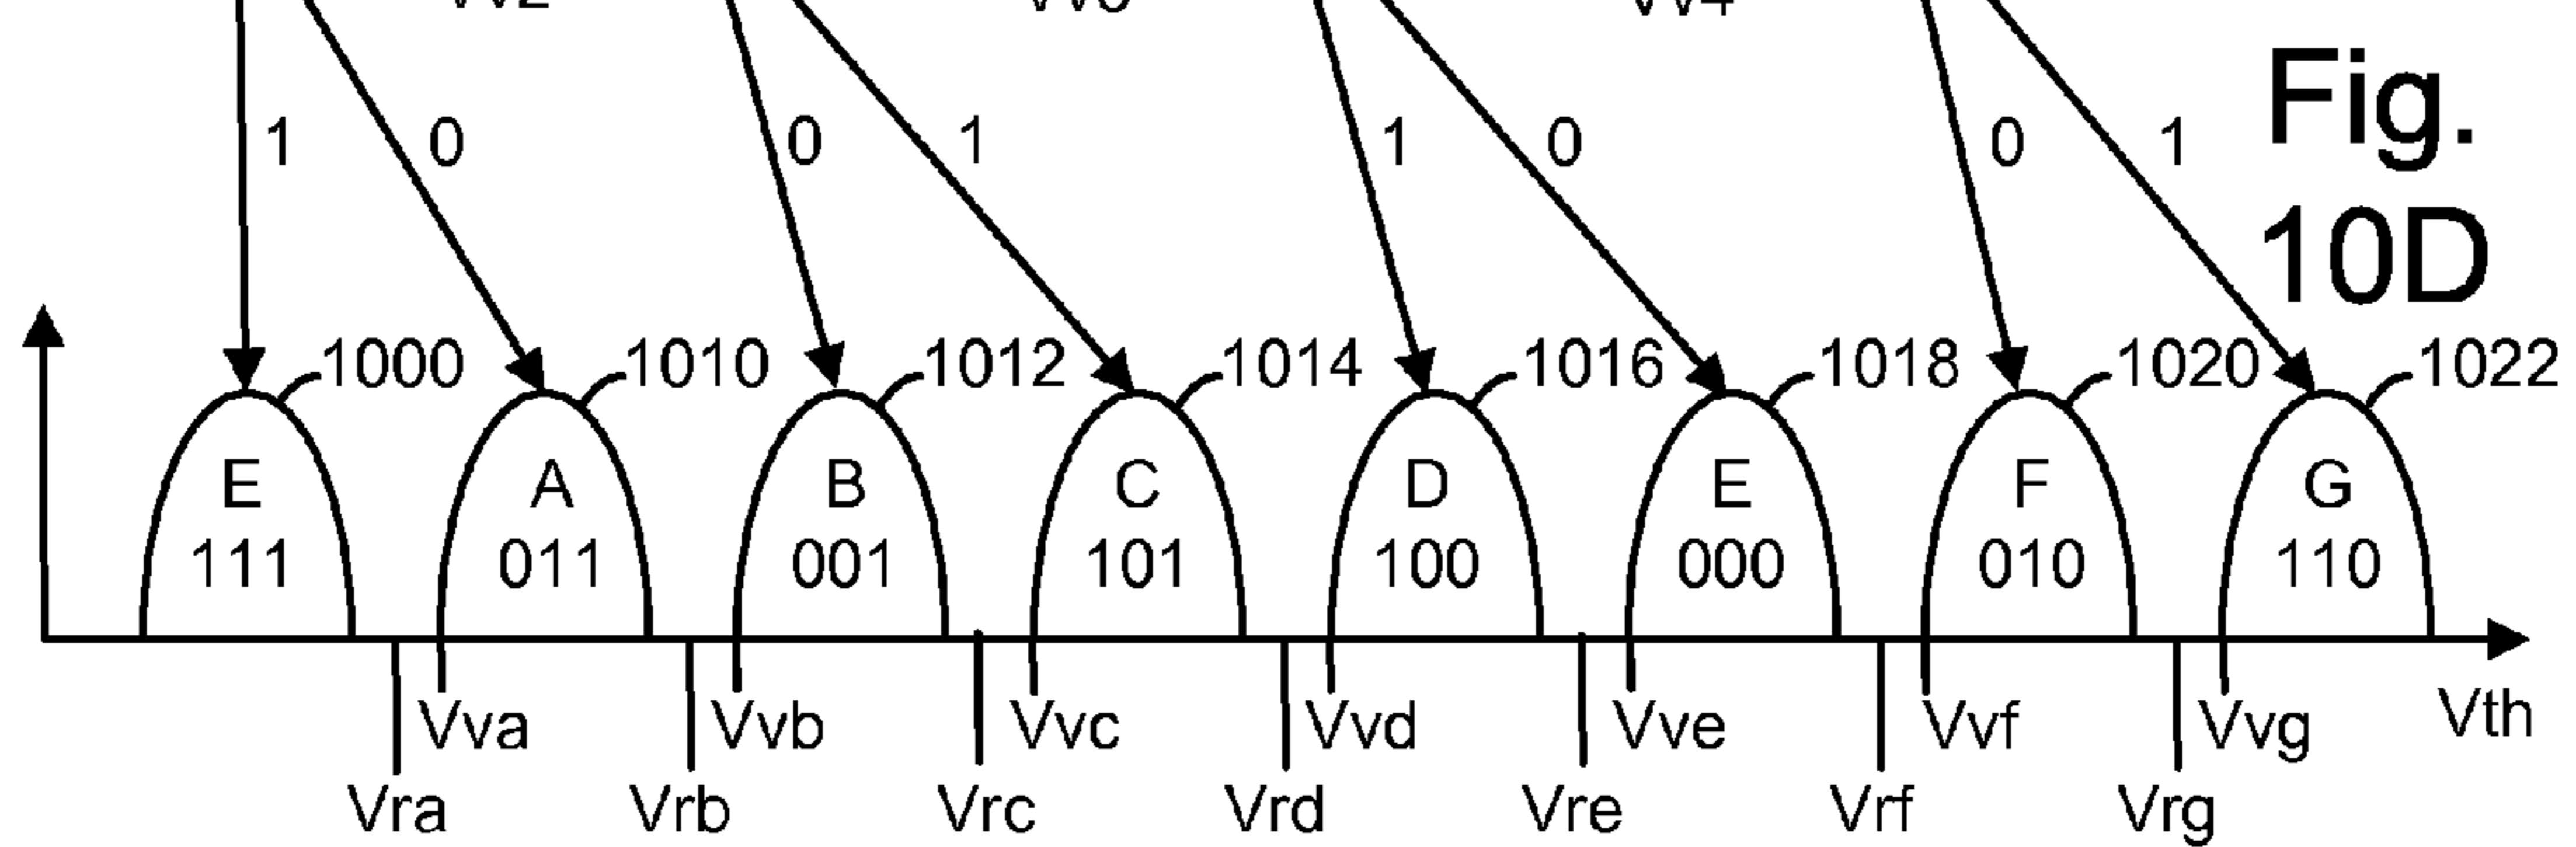 1 0 0 1 1 0 0 1
Fig.
10D
1000 1010 1012 1014 1016 1018 1020 1022
E A B C D E F G
111 011 001 101 100 000 010 110
Vva Vvb Vvc Vvd Vve Vvf Vvg Vth
Vra Vrb Vrc Vrd Vre Vrf Vrg